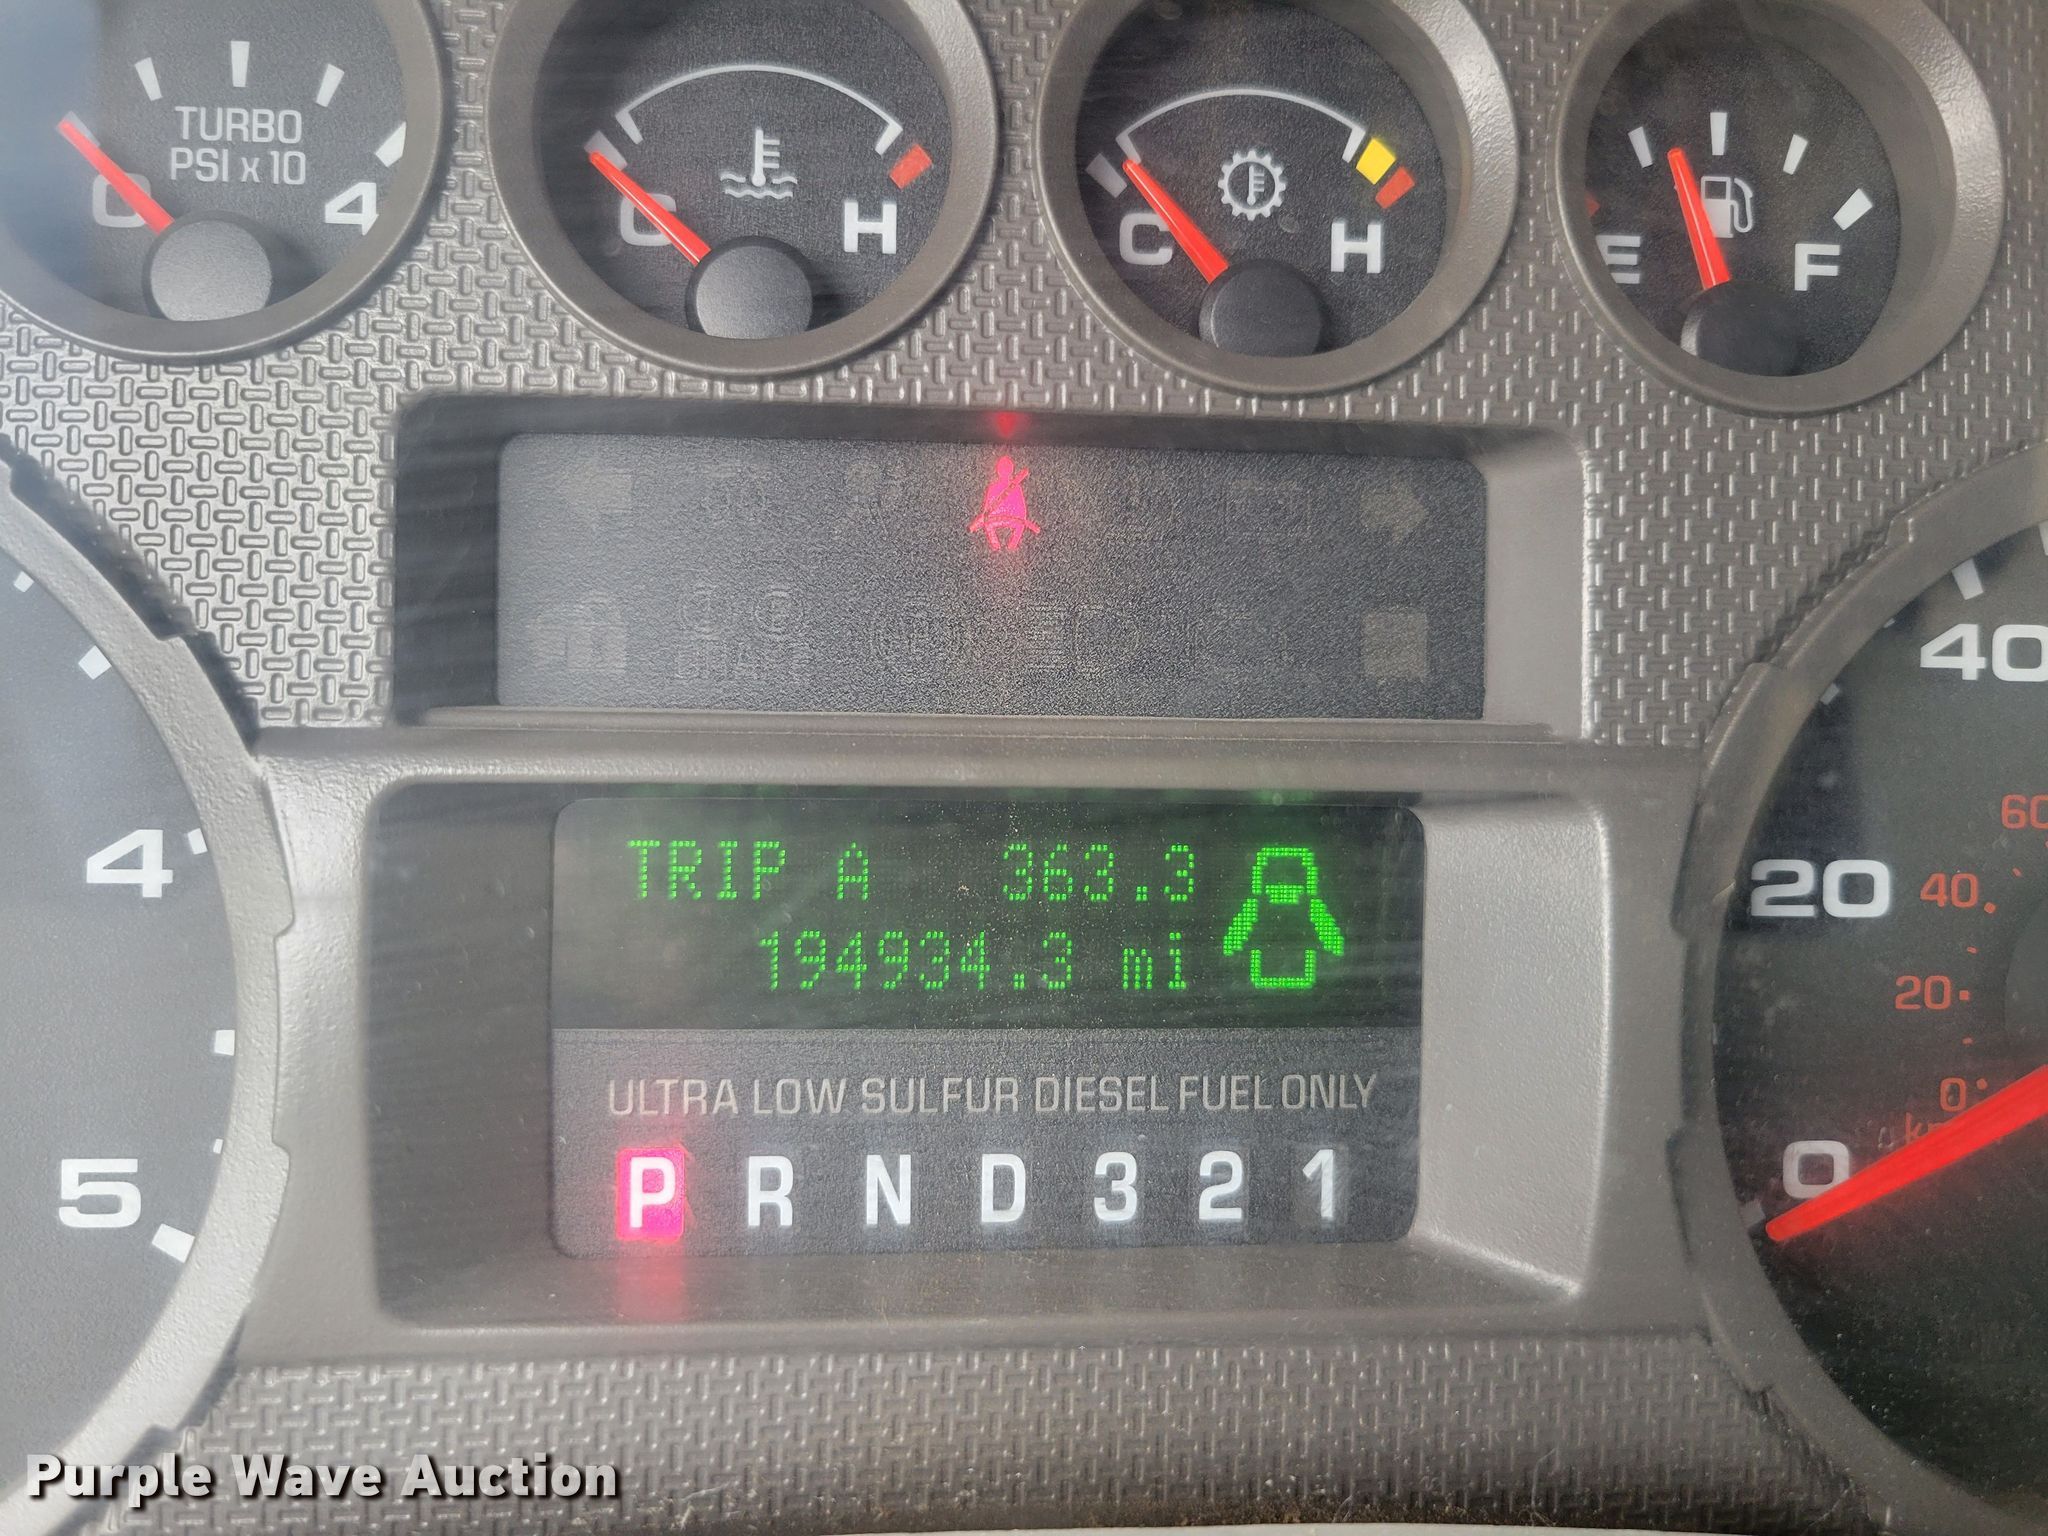 TURBO
PSI x 10
0
4
C
H
C
H
E
F
4
5
TRIP A 363.3
194934.3 mi
ULTRA LOW SULFUR DIESEL FUEL ONLY
P R N D 3 2 1
40
60
20
40
20
0
0
Purple Wave Auction